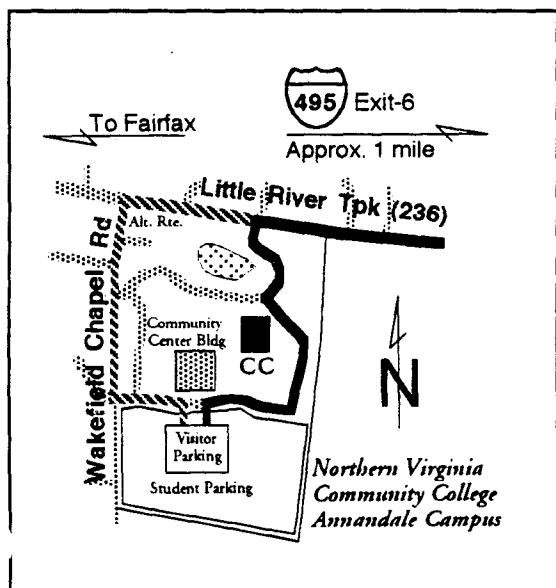 495 Exit-6
To Fairfax
Approx. 1 mile
Little River Tpk (236)
Alt. Rte.
Wakefield Chapel Rd
Community
Center Bldg
CC
N
Visitor
Parking
Student Parking
Northern Virginia
Community College
Annandale Campus